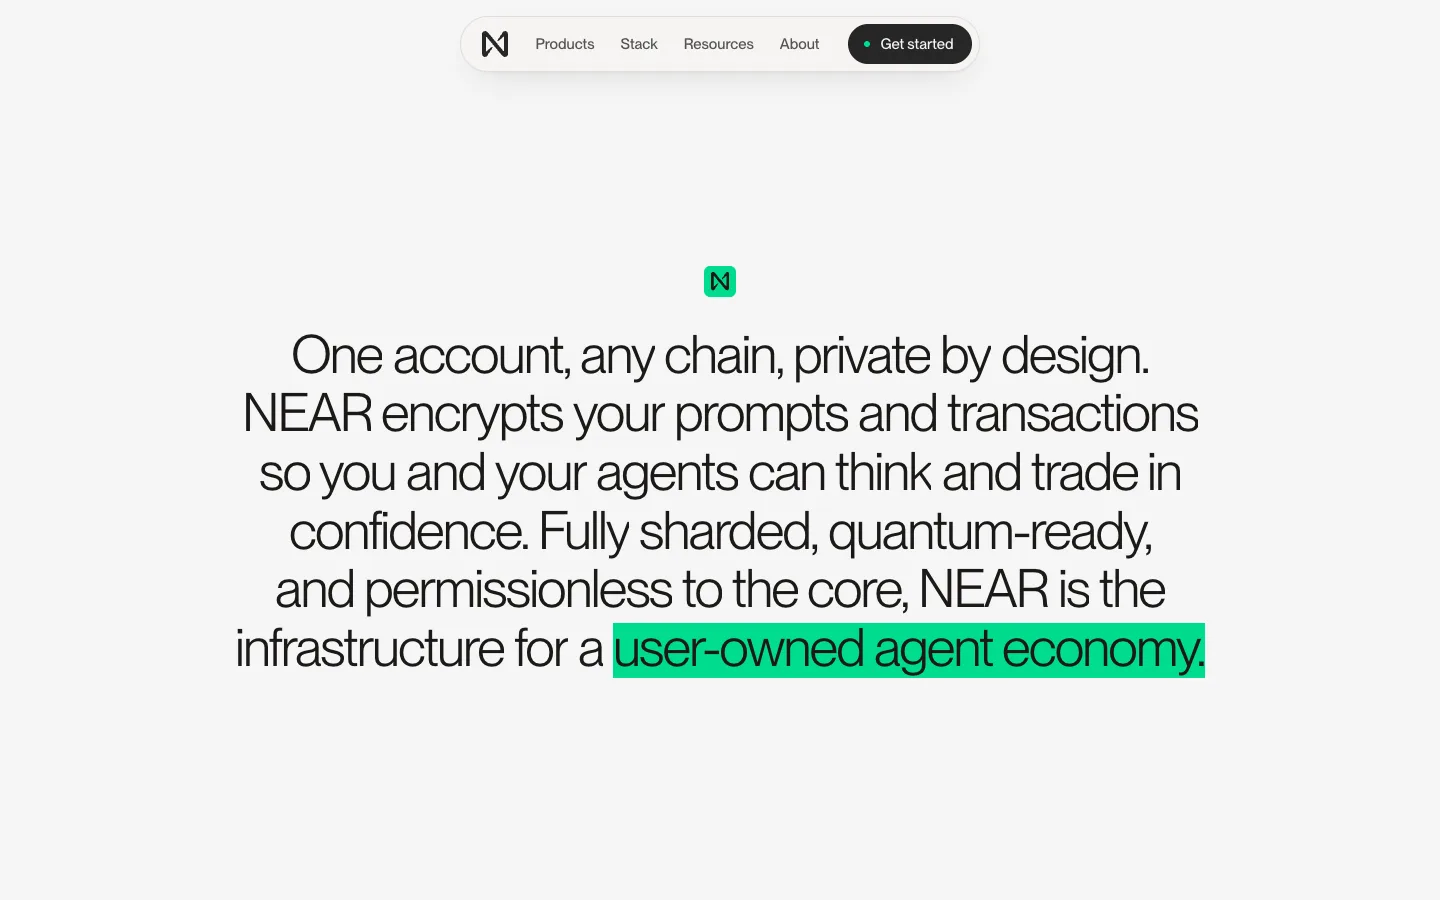 Products Stack Resources About Get started
One account, any chain, private by design.
NEAR encrypts your prompts and transactions
so you and your agents can think and trade in
confidence. Fully sharded, quantum-ready,
and permissionless to the core, NEAR is the
infrastructure for a user-owned agent economy.